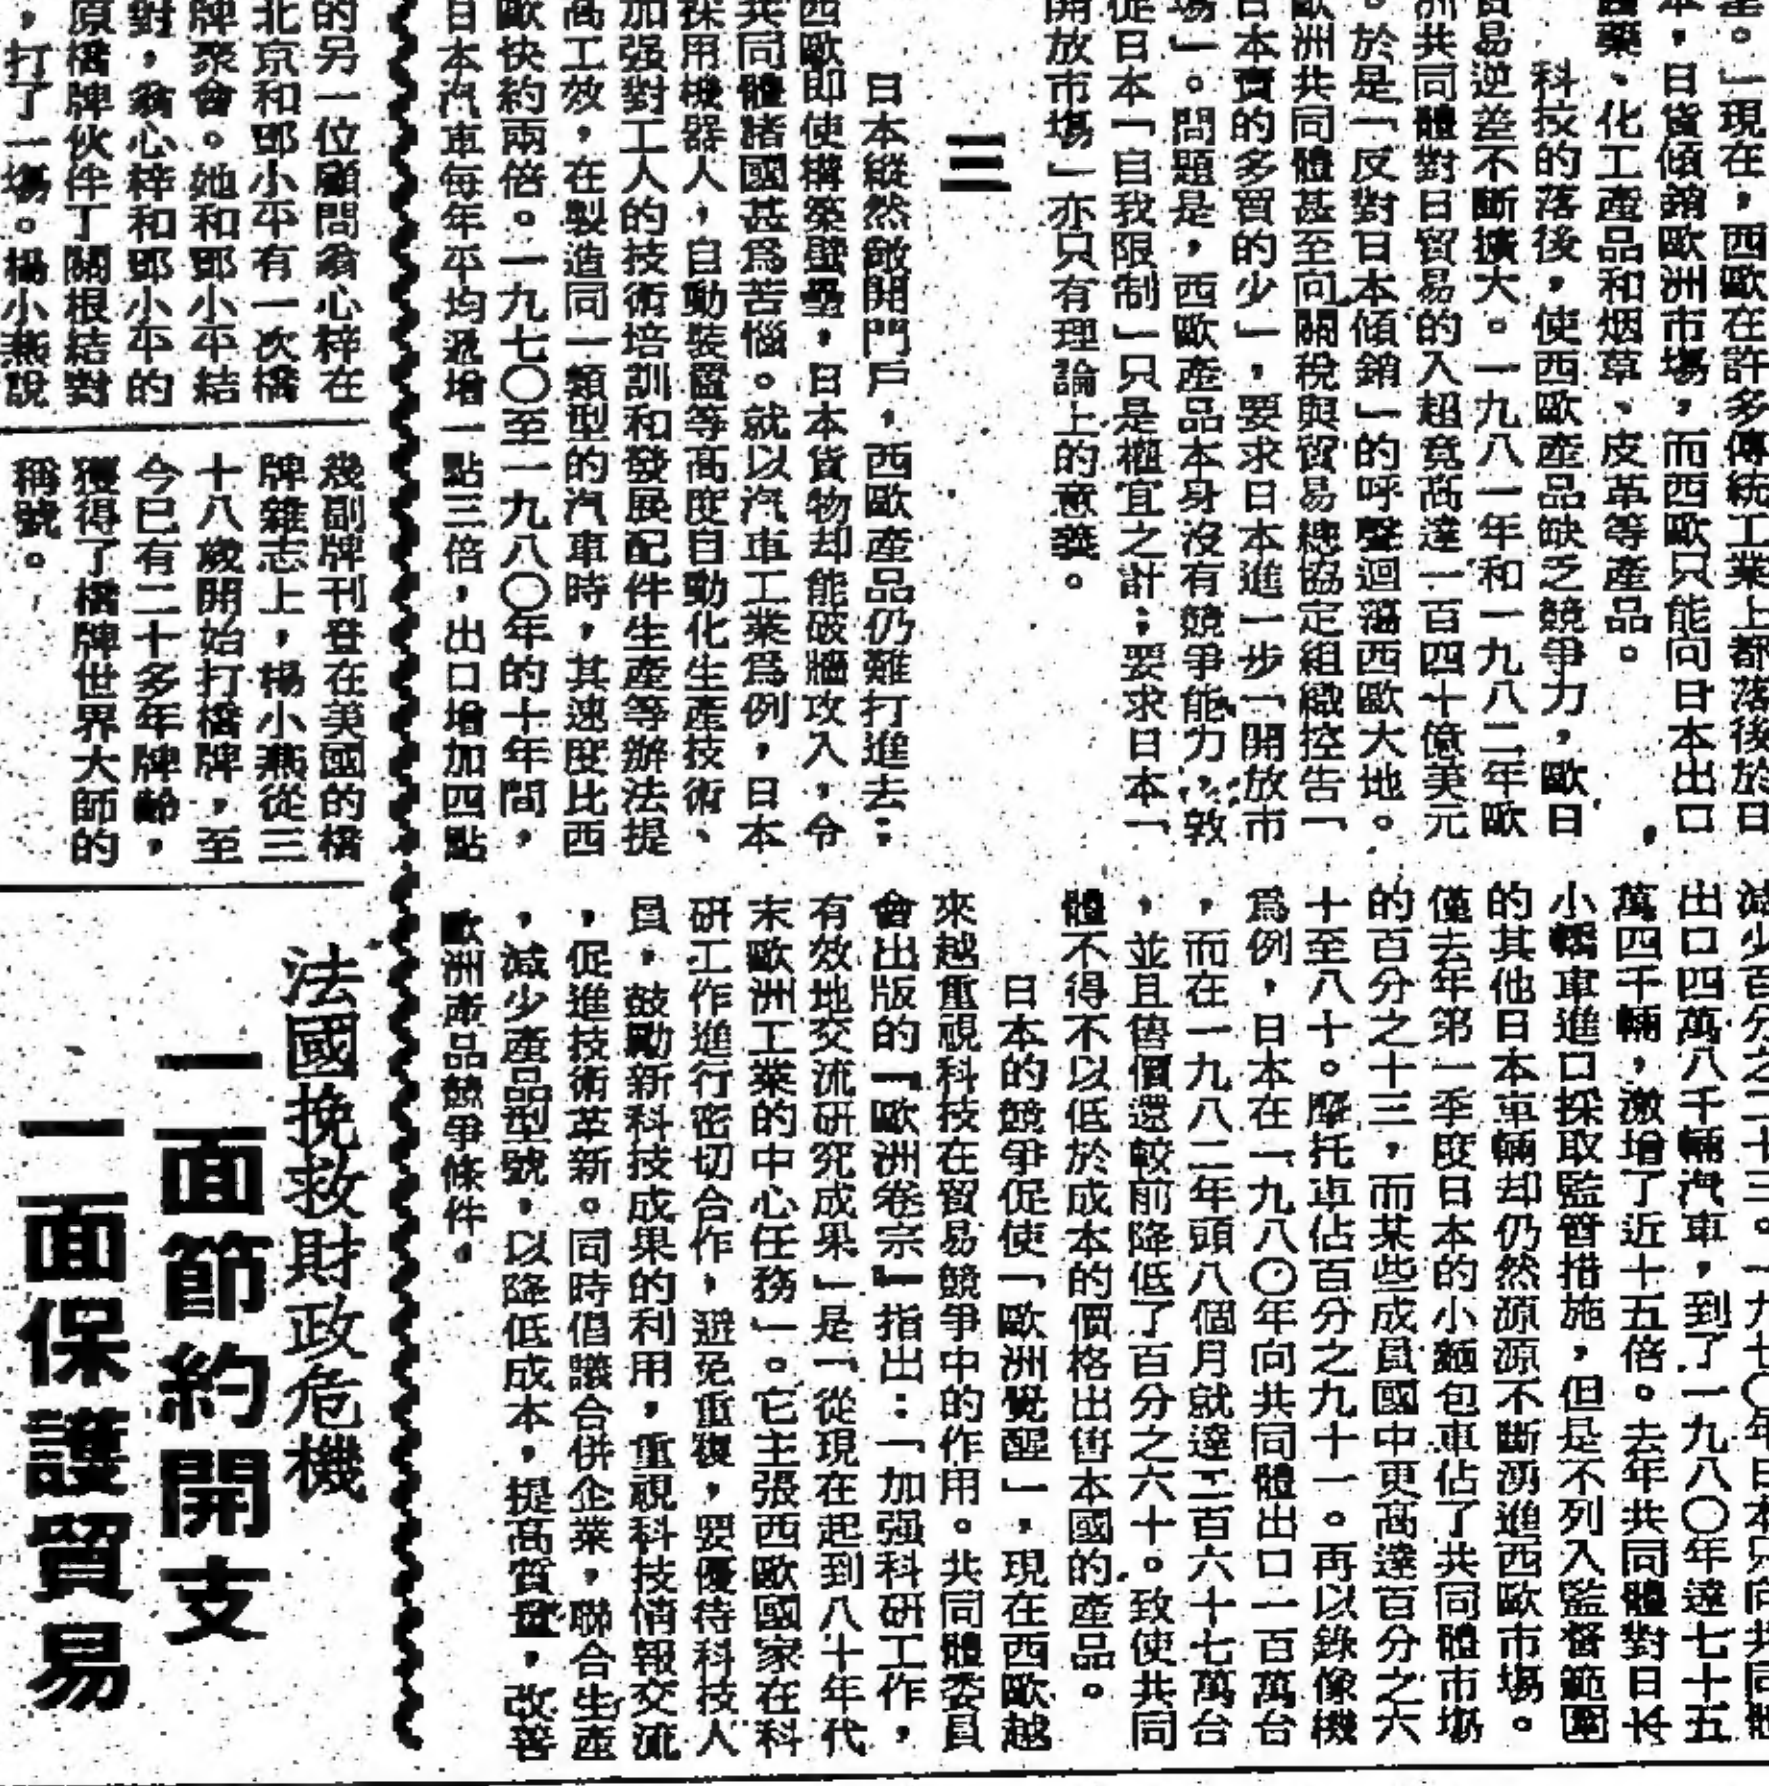 。」現在，西歐在許多傳統工業上都落後於日
本，日貨傾銷歐洲市場，而西歐只能向日本出口
醫藥、化工產品和烟草、皮革等產品。
科技的落後，使西歐產品缺乏競爭力，歐日
貿易逆差不斷擴大。一九八一年和一九八二年歐
洲共同體對日貿易的入超竟高達一百四十億美元
。於是「反對日本傾銷」的呼聲迴蕩西歐大地。
歐洲共同體甚至向關稅與貿易總協定組織控告「
日本賣的多買的少」，要求日本進一步「開放市
場」。問題是，西歐產品本身沒有競爭能力，敦
從日本「自我限制」只是權宜之計；要求日本「
開放市場」亦只有理論上的意義。
三
日本縱然敞開門戶，西歐產品仍難打進去；
西歐即使構築壁壘，日本貨物却能破牆攻入，令
共同體諸國甚爲苦惱。就以汽車工業爲例，日本
採用機器人，自動裝置等高度自動化生產技術、
加强對工人的技術培訓和發展配件生產等辦法提
高工效，在製造同一類型的汽車時，其速度比西
歐快約兩倍。一九七〇至一九八〇年的十年間，
日本汽車每年平均遞增一點三倍，出口增加四點
減少百分之二十三。一九七〇年日本只向共同體
出口四萬八千輛汽車，到了一九八〇年達七十五
萬四千輛，激增了近十五倍。去年共同體對日本
小轎車進口採取監管措施，但是不列入監督範圍
的其他日本車輛却仍然源源不斷湧進西歐市場。
僅去年第一季度日本的小麵包車佔了共同體市場
的百分之十三，而某些成員國中更高達百分之六
十至八十。摩托車佔百分之九十一。再以錄像機
爲例，日本在一九八〇年向共同體出口一百萬台
，而在一九八二年頭八個月就達二百六十七萬台
，並且售價還較前降低了百分之六十。致使共同
體不得不以低於成本的價格出售本國的產品。
日本的競爭促使「歐洲覺醒」，現在西歐越
來越重視科技在貿易競爭中的作用。共同體委員
會出版的『歐洲卷宗』指出：「加强科研工作，
有效地交流研究成果」是「從現在起到八十年代
末歐洲工業的中心任務」。它主張西歐國家在科
研工作進行密切合作，避免重複，要優待科技人
員，鼓勵新科技成果的利用，重視科技情報交流
，促進技術革新。同時倡議合併企業，聯合生產
，減少產品型號，以降低成本，提高質量，改善
歐洲產品競爭條件。
的另一位顧問翁心梓在
北京和鄧小平有一次橋
牌聚會。她和鄧小平結
對，翁心梓和鄧小平的
原橋牌伙伴丁關根結對
，打了一場。楊小燕說
幾副牌刊登在美國的橋
牌雜志上，楊小燕從三
十八歲開始打橋牌，至
今已有二十多年牌齡，
獲得了橋牌世界大師的
稱號。
法國挽救財政危機
一面節約開支
一面保護貿易